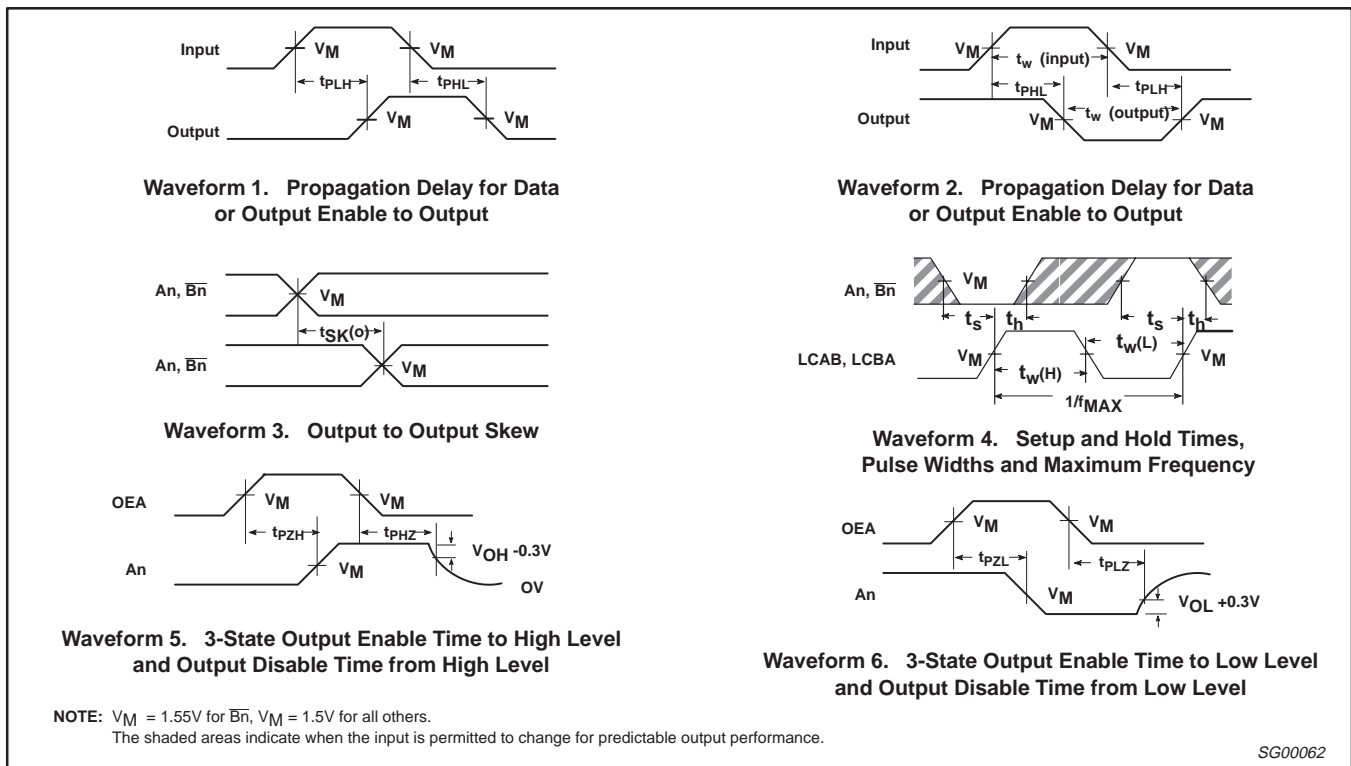 Input
VM
VM
tPLH
tPHL
Output
VM
VM
Waveform 1. Propagation Delay for Data
or Output Enable to Output
Input
VM
tw (input)
VM
tPHL
tPLH
Output
VM
tw (output)
VM
Waveform 2. Propagation Delay for Data
or Output Enable to Output
An, B̅n̅
VM
tSK(o)
An, B̅n̅
VM
Waveform 3. Output to Output Skew
An, B̅n̅
VM
ts
th
ts
th
LCAB, LCBA
VM
tw(H)
tw(L)
VM
1/fMAX
Waveform 4. Setup and Hold Times,
Pulse Widths and Maximum Frequency
OEA
VM
VM
tPZH
tPHZ
VOH -0.3V
An
VM
OV
Waveform 5. 3-State Output Enable Time to High Level
and Output Disable Time from High Level
OEA
VM
VM
tPZL
tPLZ
An
VM
VOL +0.3V
Waveform 6. 3-State Output Enable Time to Low Level
and Output Disable Time from Low Level
NOTE: VM = 1.55V for B̅n̅, VM = 1.5V for all others.
The shaded areas indicate when the input is permitted to change for predictable output performance.
SG00062